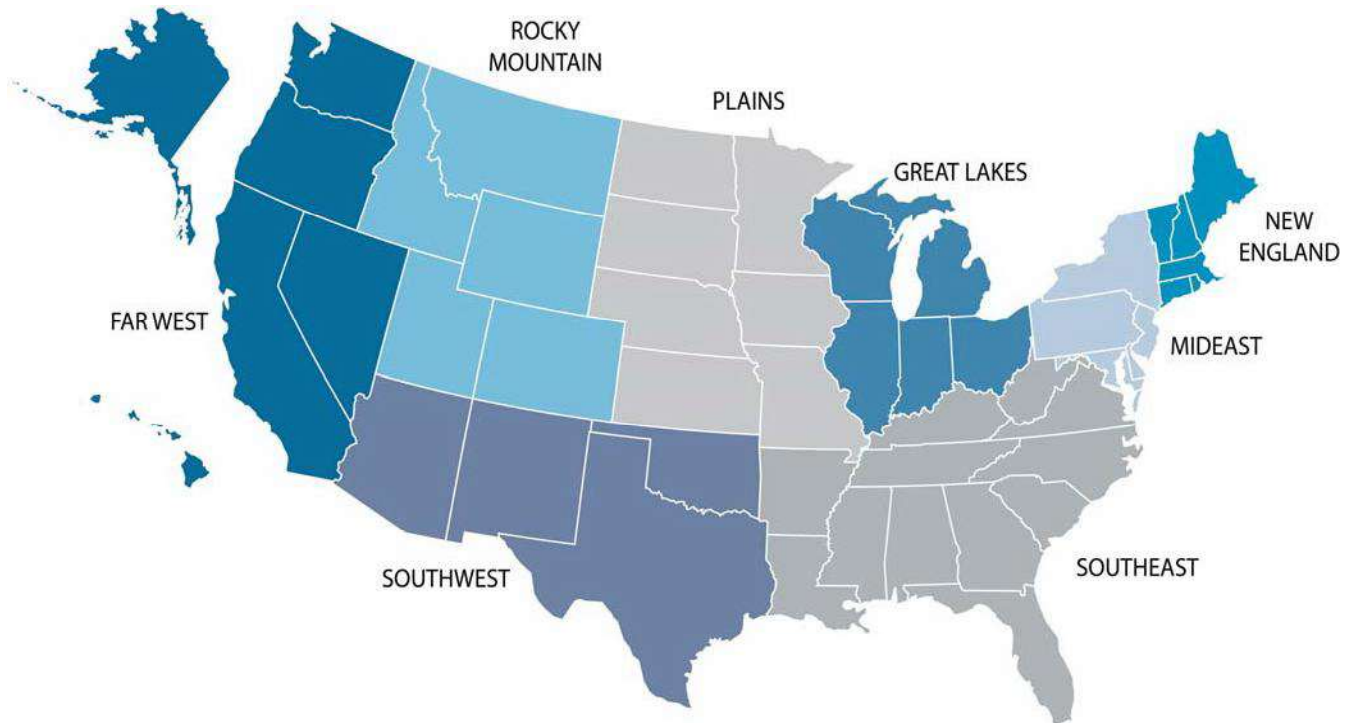 ROCKY
MOUNTAIN
PLAINS
GREAT LAKES
NEW
ENGLAND
FAR WEST
MIDEAST
SOUTHWEST
SOUTHEAST